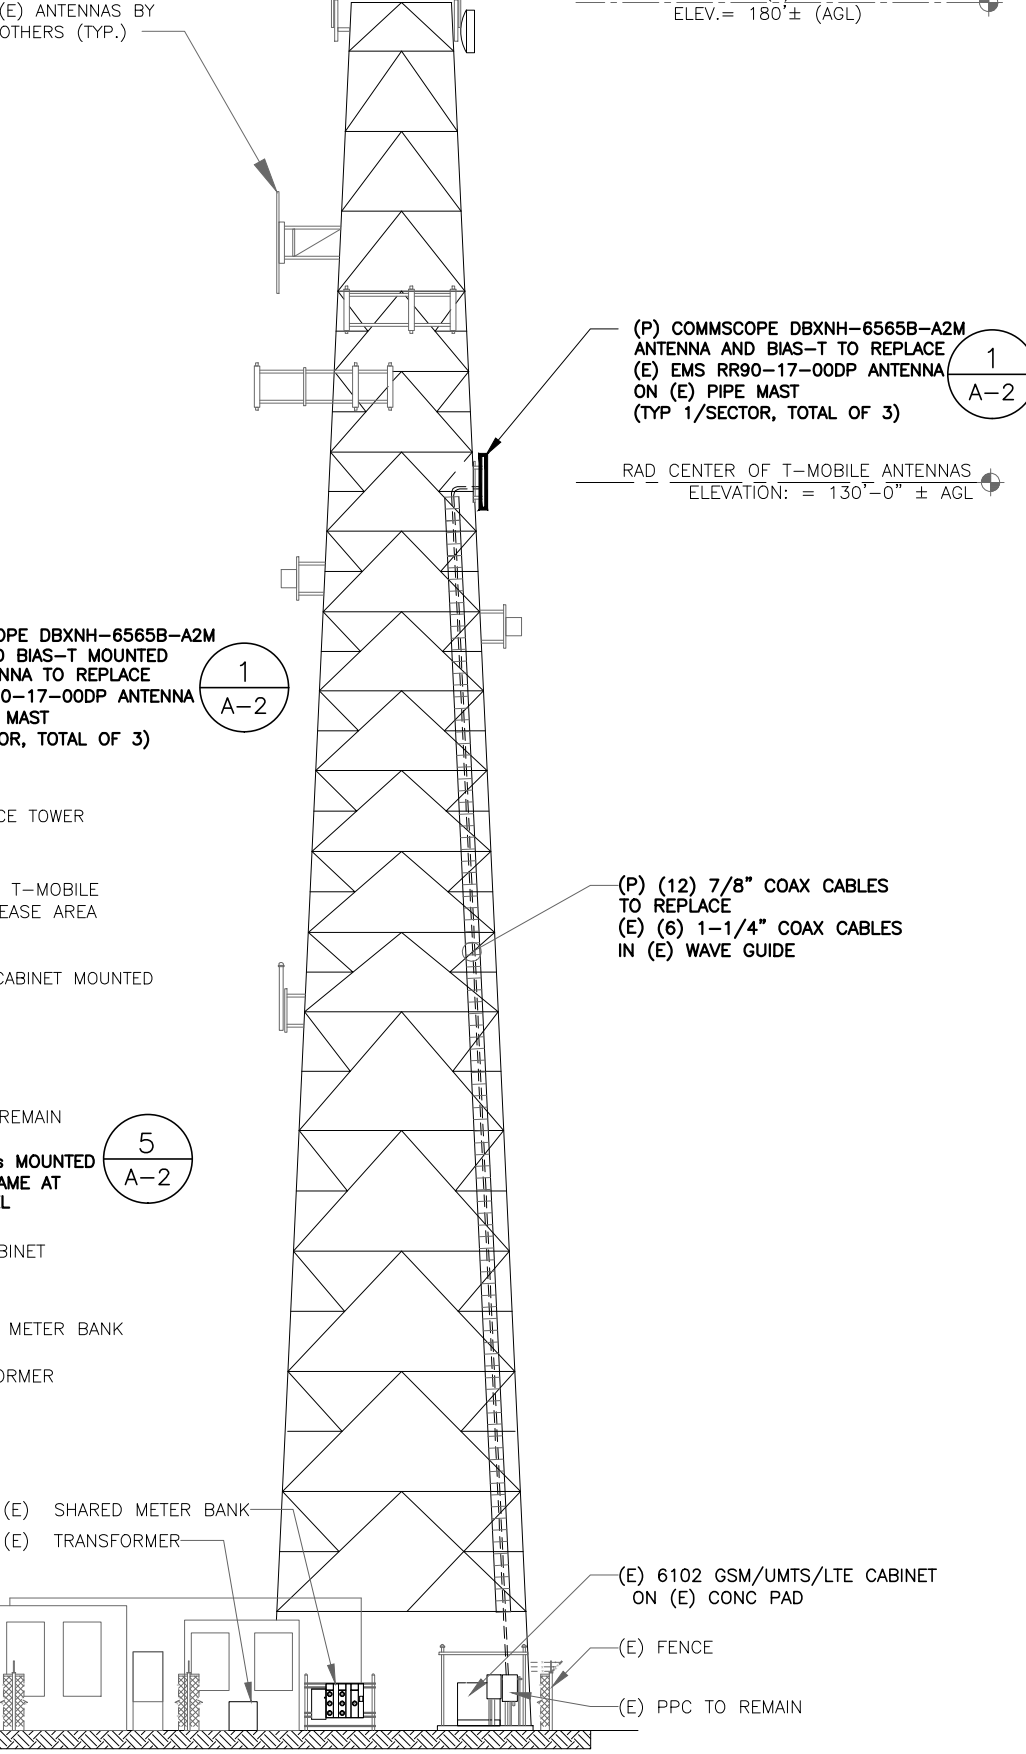 (E) ANTENNAS BY
OTHERS (TYP.)
ELEV.= 180'± (AGL)
(P) COMMSCOPE DBXNH-6565B-A2M
ANTENNA AND BIAS-T TO REPLACE
(E) EMS RR90-17-00DP ANTENNA
ON (E) PIPE MAST
(TYP 1/SECTOR, TOTAL OF 3)
1
A-2
RAD CENTER OF T-MOBILE ANTENNAS
ELEVATION: = 130'-0" ± AGL
OPE DBXNH-6565B-A2M
BIAS-T MOUNTED
NNA TO REPLACE
0-17-00DP ANTENNA
MAST
OR, TOTAL OF 3)
1
A-2
CE TOWER
T-MOBILE
EASE AREA
(P) (12) 7/8" COAX CABLES
TO REPLACE
(E) (6) 1-1/4" COAX CABLES
IN (E) WAVE GUIDE
CABINET MOUNTED
REMAIN
s MOUNTED
AME AT
EL
5
A-2
BINET
METER BANK
ORMER
(E) SHARED METER BANK
(E) TRANSFORMER
(E) 6102 GSM/UMTS/LTE CABINET
ON (E) CONC PAD
(E) FENCE
(E) PPC TO REMAIN